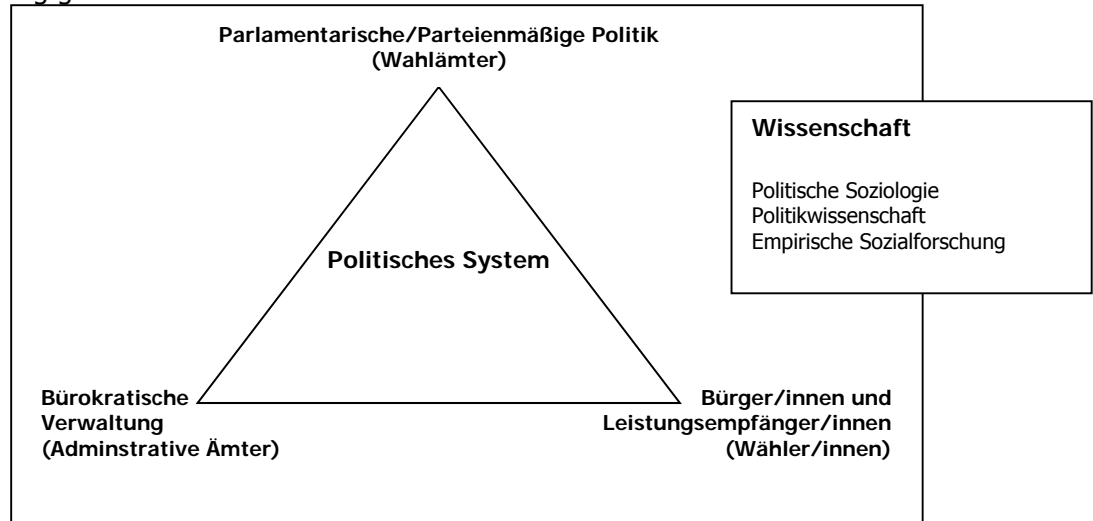 Parlamentarische/Parteienmäßige Politik
(Wahlämter)
Wissenschaft
Politische Soziologie
Politikwissenschaft
Empirische Sozialforschung
Politisches System
Bürokratische
Verwaltung
(Adminstrative Ämter)
Bürger/innen und
Leistungsempfänger/innen
(Wähler/innen)